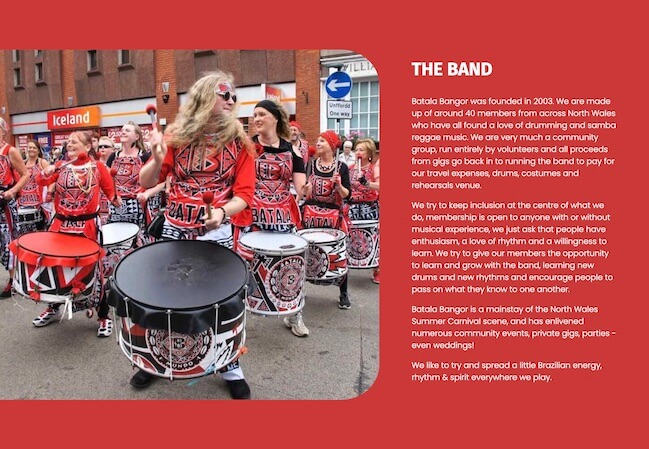 Iceland
WILLI
Unttford
One way
BATALA
BATALA
MUNDO
THE BAND
Batala Bangor was founded in 2003. We are made
up of around 40 members from across North Wales
who have all found a love of drumming and samba
reggae music. We are very much a community
group, run entirely by volunteers and all proceeds
from gigs go back in to running the band to pay for
our travel expenses, drums, costumes and
rehearsals venue.
We try to keep inclusion at the centre of what we
do, membership is open to anyone with or without
musical experience, we just ask that people have
enthusiasm, a love of rhythm and a willingness to
learn. We try to give our members the opportunity
to learn and grow with the band, learning new
drums and new rhythms and encourage people to
pass on what they know to one another.
Batala Bangor is a mainstay of the North Wales
Summer Carnival scene, and has enlivened
numerous community events, private gigs, parties -
even weddings!
We like to try and spread a little Brazilian energy,
rhythm & spirit everywhere we play.